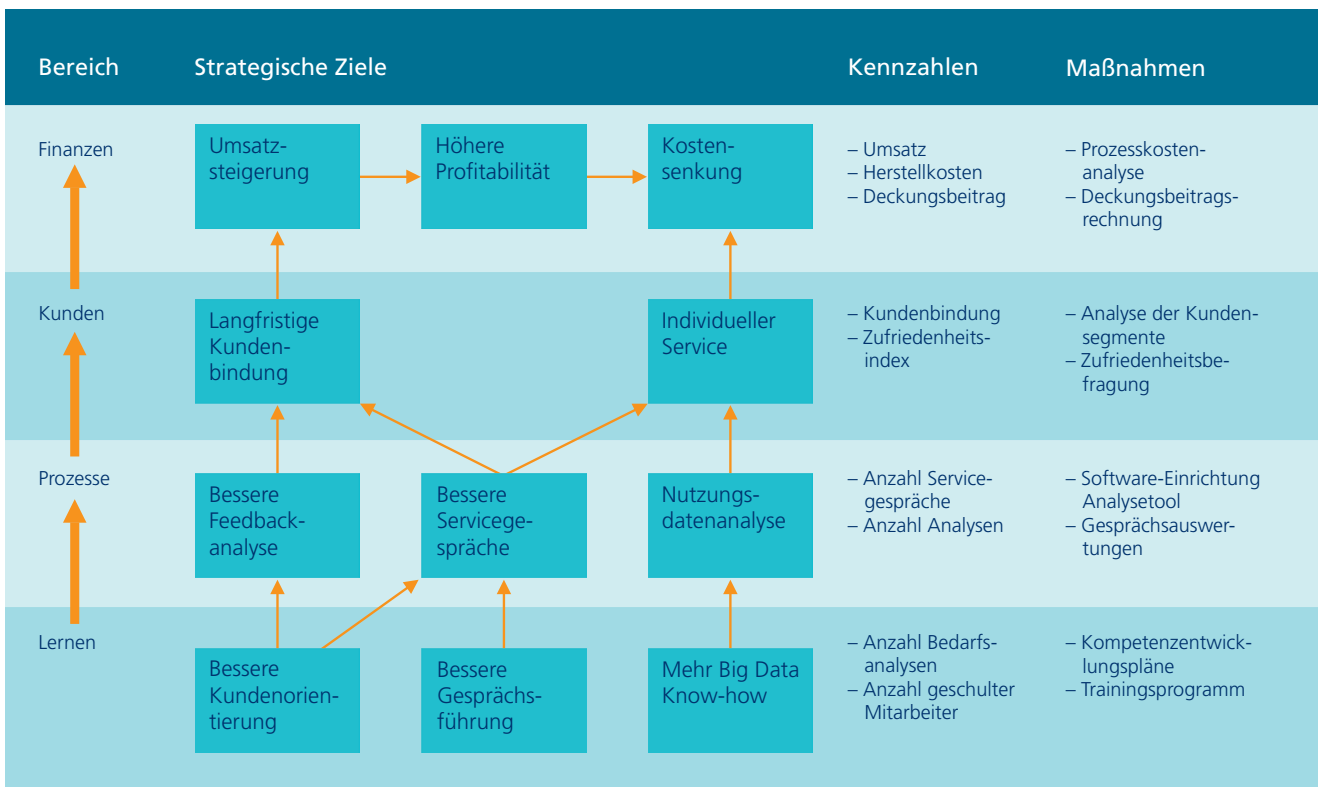 Bereich
Strategische Ziele
Kennzahlen
Maßnahmen
Finanzen
Umsatz-
steigerung
Höhere
Profitabilität
Kosten-
senkung
– Umsatz
– Herstellkosten
– Deckungsbeitrag
– Prozesskosten-
analyse
– Deckungsbeitrags-
rechnung
Kunden
Langfristige
Kunden-
bindung
Individueller
Service
– Kundenbindung
– Zufriedenheits-
index
– Analyse der Kunden-
segmente
– Zufriedenheitsbe-
fragung
Prozesse
Bessere
Feedback-
analyse
Bessere
Servicege-
spräche
Nutzungs-
datenanalyse
– Anzahl Service-
gespräche
– Anzahl Analysen
– Software-Einrichtung
Analysetool
– Gesprächsauswer-
tungen
Lernen
Bessere
Kundenorien-
tierung
Bessere
Gesprächs-
führung
Mehr Big Data
Know-how
– Anzahl Bedarfs-
analysen
– Anzahl geschulter
Mitarbeiter
– Kompetenzentwick-
lungspläne
– Trainingsprogramm